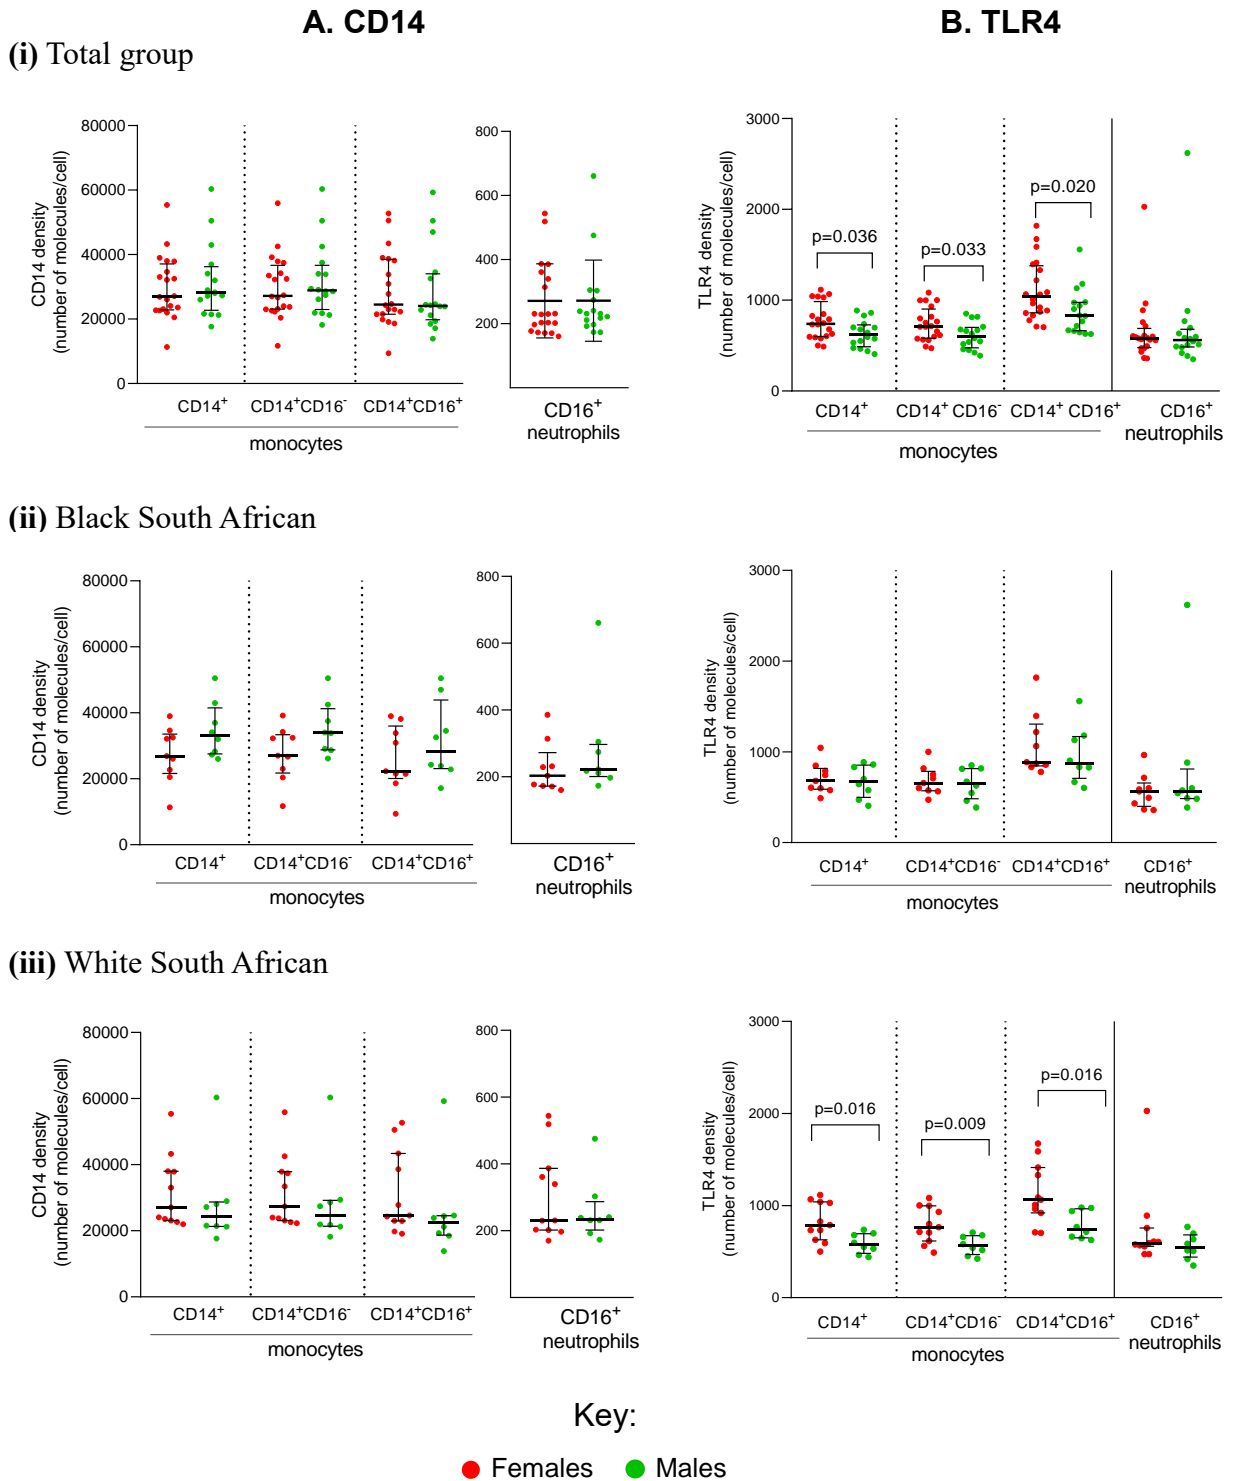 A. CD14
B. TLR4
(i) Total group
CD14 density
(number of molecules/cell)
80000
60000
40000
20000
0
CD14+
CD14+CD16-
CD14+CD16+
monocytes
800
600
400
200
CD16+
neutrophils
TLR4 density
(number of molecules/cell)
3000
2000
1000
0
p=0.036
p=0.033
p=0.020
CD14+
CD14+ CD16-
CD14+ CD16+
monocytes
CD16+
neutrophils
(ii) Black South African
CD14 density
(number of molecules/cell)
80000
60000
40000
20000
0
CD14+
CD14+CD16-
CD14+CD16+
monocytes
800
600
400
200
CD16+
neutrophils
TLR4 density
(number of molecules/cell)
3000
2000
1000
0
CD14+
CD14+CD16-
CD14+CD16+
monocytes
CD16+
neutrophils
(iii) White South African
CD14 density
(number of molecules/cell)
80000
60000
40000
20000
0
CD14+
CD14+CD16-
CD14+CD16+
monocytes
800
600
400
200
CD16+
neutrophils
TLR4 density
(number of molecules/cell)
3000
2000
1000
0
p=0.016
p=0.009
p=0.016
CD14+
CD14+CD16-
CD14+CD16+
monocytes
CD16+
neutrophils
Key:
Females
Males